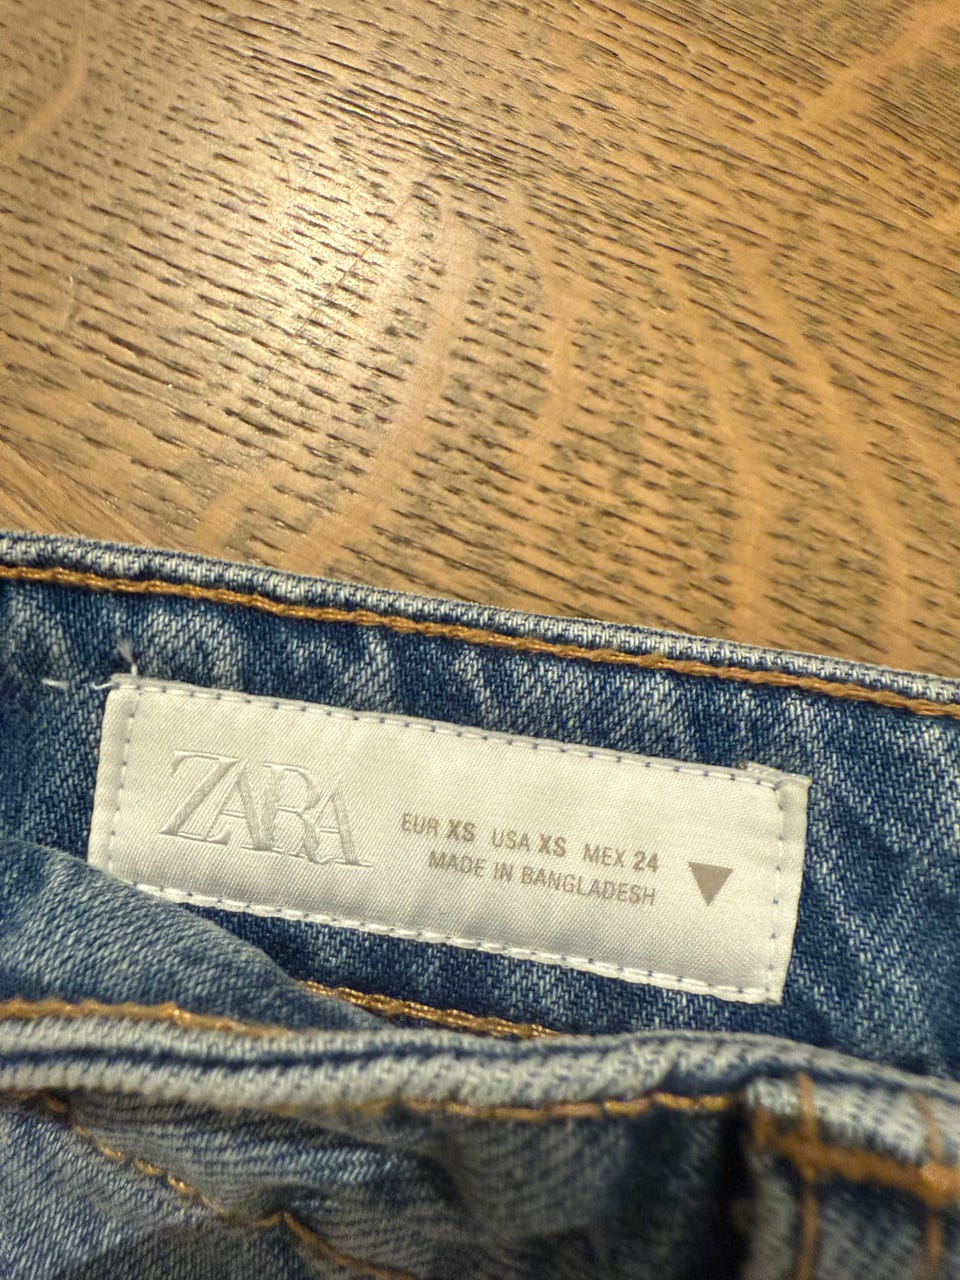 ZARA
EUR XS USA XS MEX 24
MADE IN BANGLADESH